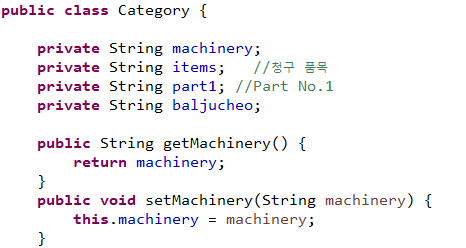 public class Category {
private String machinery;
private String items; //청구 품목
private String part1; //Part No.1
private String baljucheo;
public String getMachinery() {
return machinery;
}
public void setMachinery(String machinery) {
this.machinery = machinery;
}